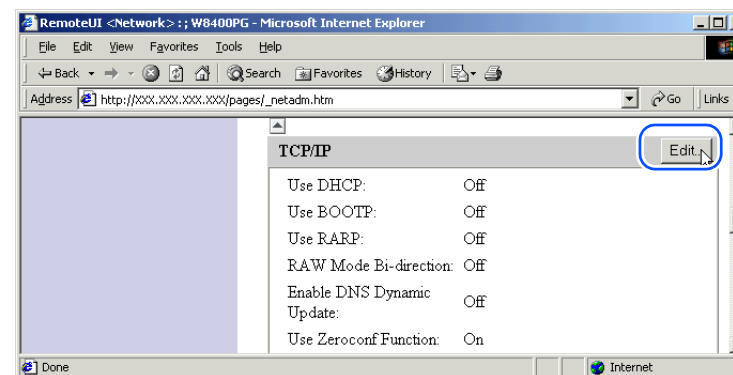 RemoteUI <Network> : ; W8400PG - Microsoft Internet Explorer
File Edit View Favorites Tools Help
Back Search Favorites History
Address http://XXX.XXX.XXX.XXX/pages/_netadm.htm Go Links
TCP/IP Edit...
Use DHCP: Off
Use BOOTP: Off
Use RARP: Off
RAW Mode Bi-direction: Off
Enable DNS Dynamic
Update: Off
Use Zeroconf Function: On
Done Internet